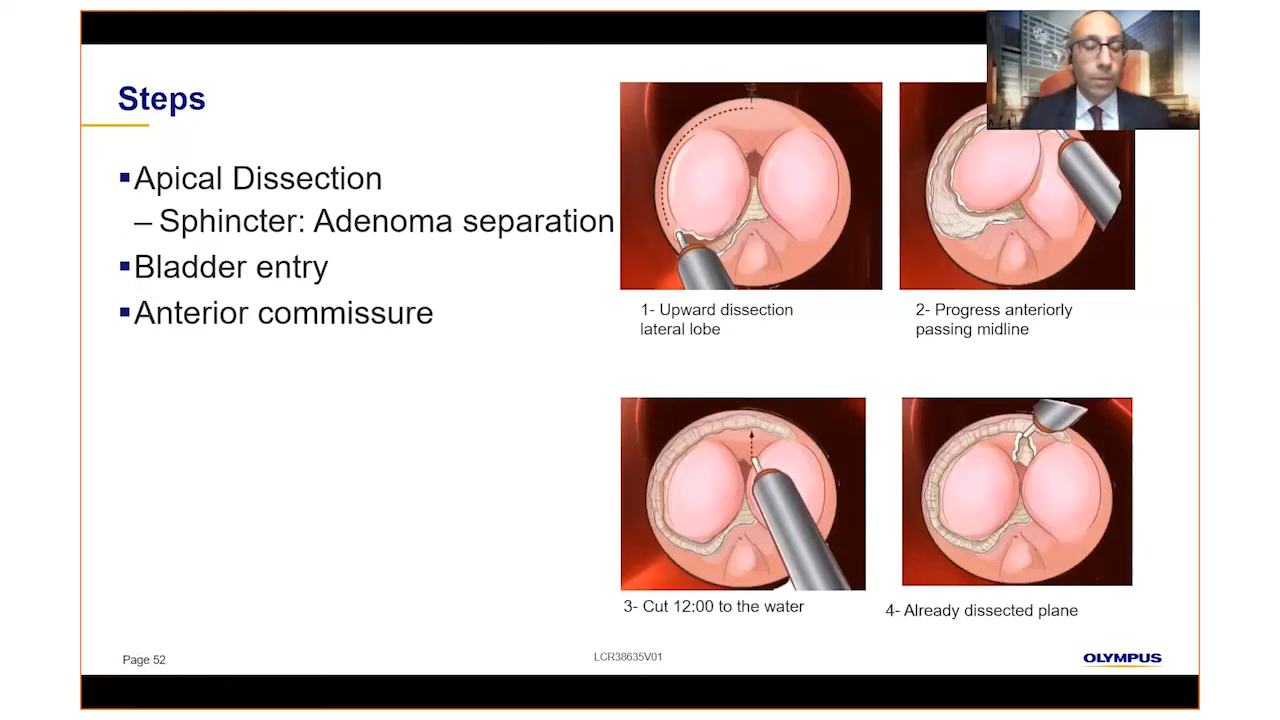 Steps
▪Apical Dissection
– Sphincter: Adenoma separation
▪Bladder entry
▪Anterior commissure
1- Upward dissection
lateral lobe
2- Progress anteriorly
passing midline
3- Cut 12:00 to the water
4- Already dissected plane
Page 52
LCR38635V01
OLYMPUS